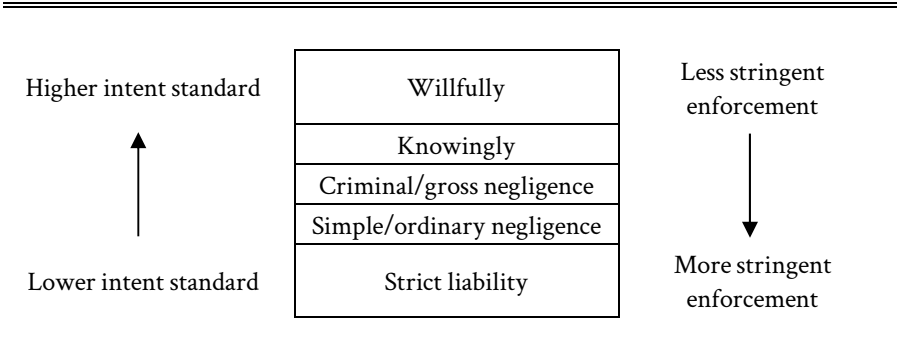 Higher intent standard
Lower intent standard
Willfully
Knowingly
Criminal/gross negligence
Simple/ordinary negligence
Strict liability
Less stringent
enforcement
More stringent
enforcement